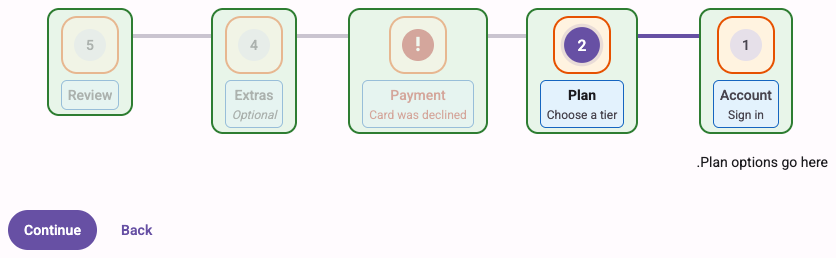 1
Account
Sign in
2
Plan
Choose a tier
!
Payment
Card was declined
4
Extras
Optional
5
Review
.Plan options go here
Back
Continue